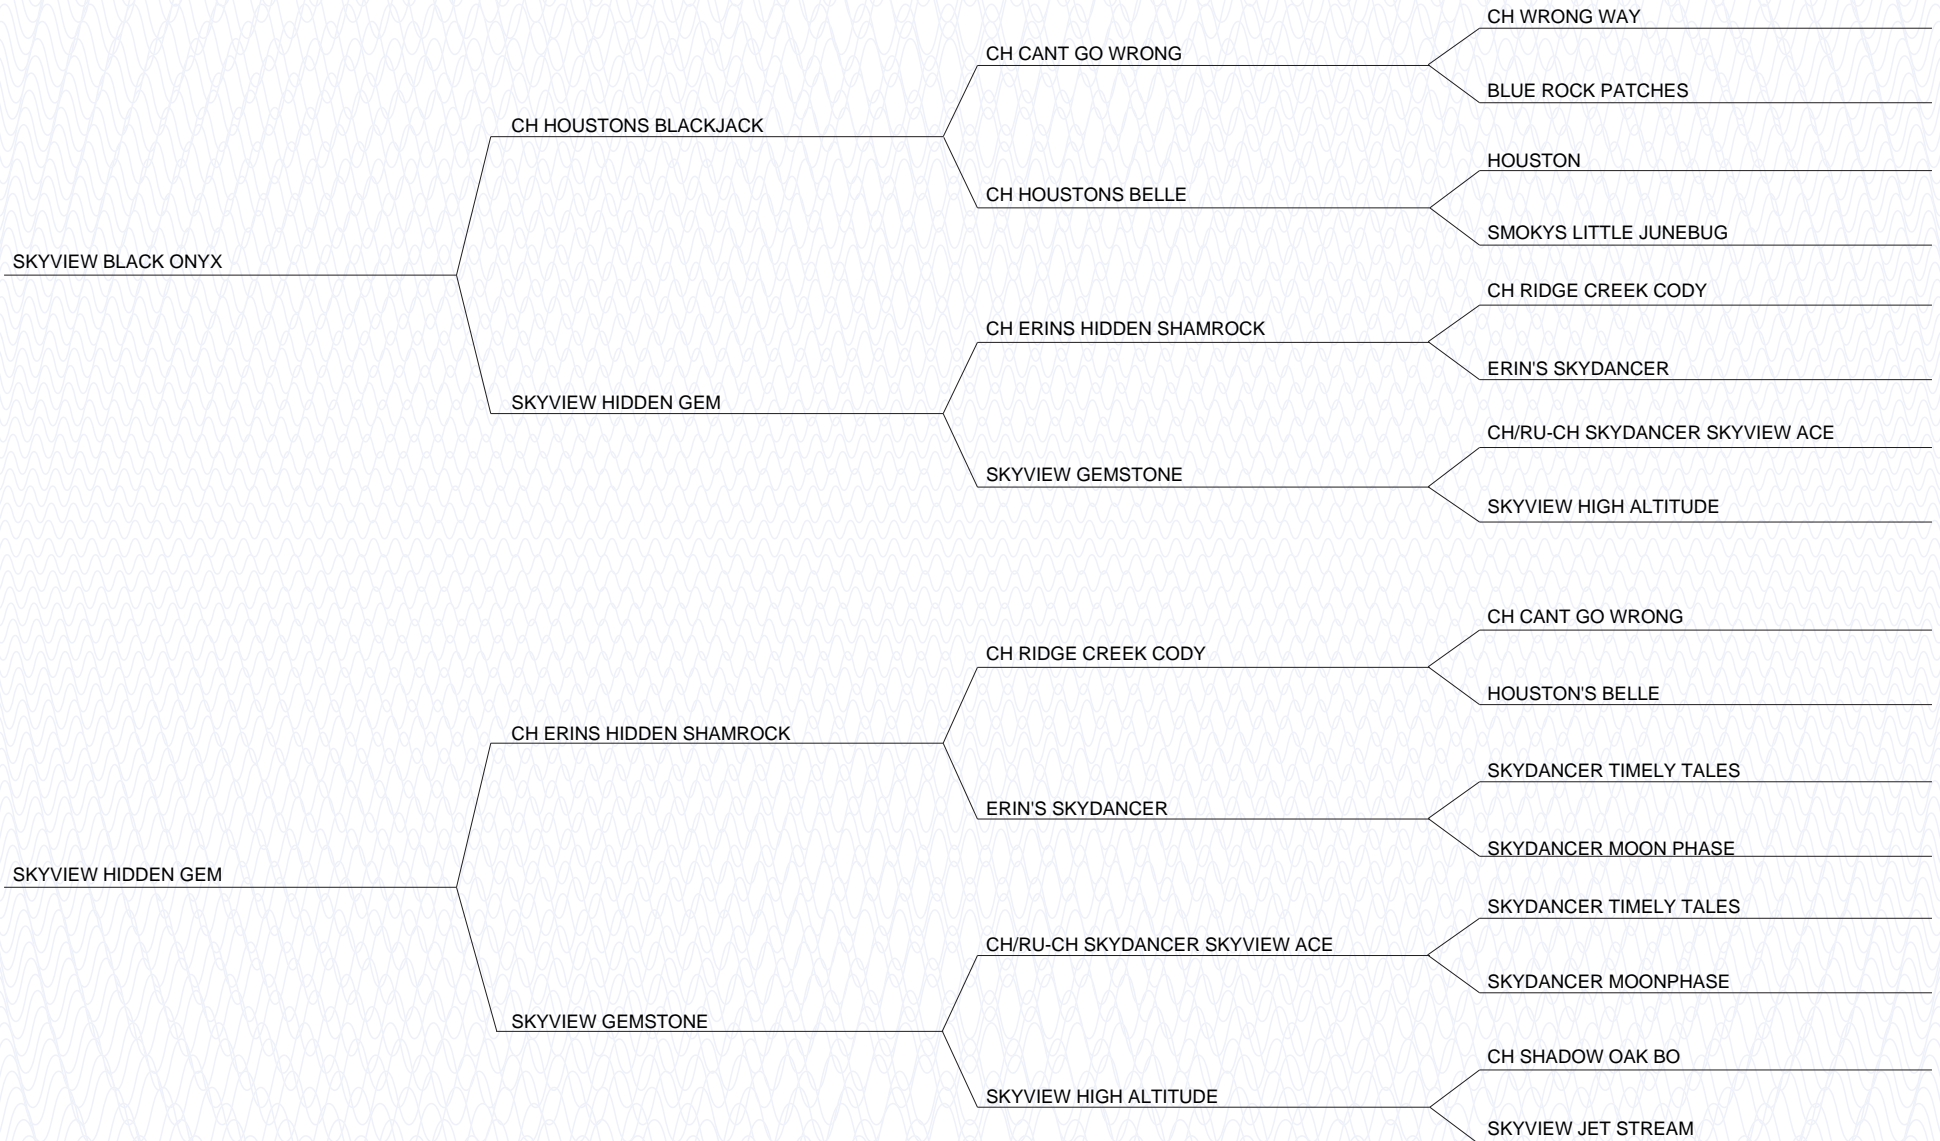 CH WRONG WAY
CH CANT GO WRONG
BLUE ROCK PATCHES
CH HOUSTONS BLACKJACK
HOUSTON
CH HOUSTONS BELLE
SMOKYS LITTLE JUNEBUG
SKYVIEW BLACK ONYX
CH RIDGE CREEK CODY
CH ERINS HIDDEN SHAMROCK
ERIN'S SKYDANCER
SKYVIEW HIDDEN GEM
CH/RU-CH SKYDANCER SKYVIEW ACE
SKYVIEW GEMSTONE
SKYVIEW HIGH ALTITUDE
CH CANT GO WRONG
CH RIDGE CREEK CODY
HOUSTON'S BELLE
CH ERINS HIDDEN SHAMROCK
SKYDANCER TIMELY TALES
ERIN'S SKYDANCER
SKYDANCER MOON PHASE
SKYVIEW HIDDEN GEM
SKYDANCER TIMELY TALES
CH/RU-CH SKYDANCER SKYVIEW ACE
SKYDANCER MOONPHASE
SKYVIEW GEMSTONE
CH SHADOW OAK BO
SKYVIEW HIGH ALTITUDE
SKYVIEW JET STREAM